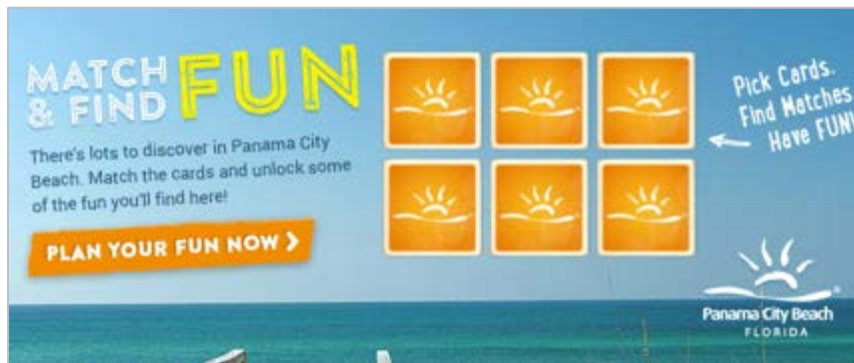 MATCH
& FIND FUN
There's lots to discover in Panama City
Beach. Match the cards and unlock some
of the fun you'll find here!
PLAN YOUR FUN NOW >
Pick Cards.
Find Matches
Have FUN!
Panama City Beach
FLORIDA